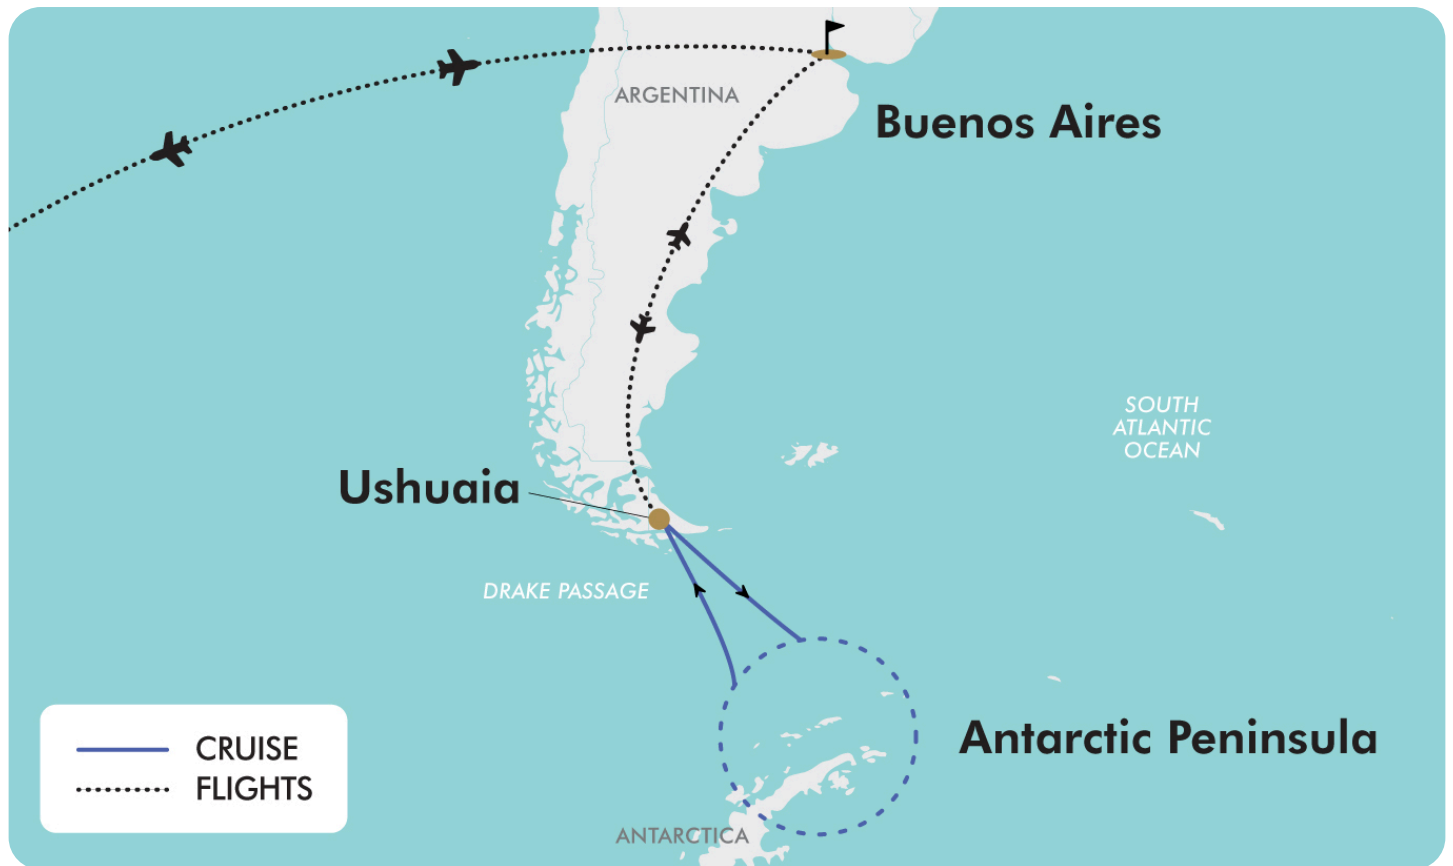 ARGENTINA
Buenos Aires
SOUTH
ATLANTIC
OCEAN
Ushuaia
DRAKE PASSAGE
Antarctic Peninsula
CRUISE
FLIGHTS
ANTARCTICA